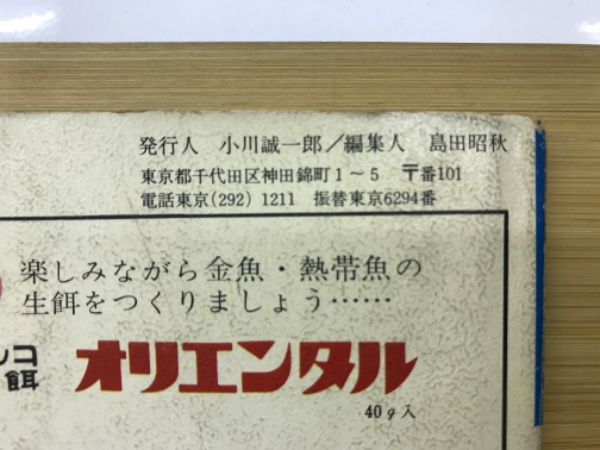 発行人　小川誠一郎／編集人　島田昭秋
東京都千代田区神田錦町1～5　〒番101
電話東京(292) 1211　振替東京6294番
楽しみながら金魚・熱帯魚の
生餌をつくりましょう……
ンコ
餌
オリエンタル
40g入